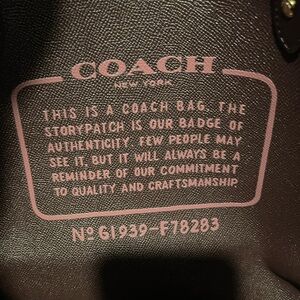 COACH
NEW YORK
THIS IS A COACH BAG. THE
STORYPATCH IS OUR BADGE OF
AUTHENTICITY. FEW PEOPLE MAY
SEE IT, BUT IT WILL ALWAYS BE A
REMINDER OF OUR COMMITMENT
TO QUALITY AND CRAFTSMANSHIP.
Nº G1939-F78283